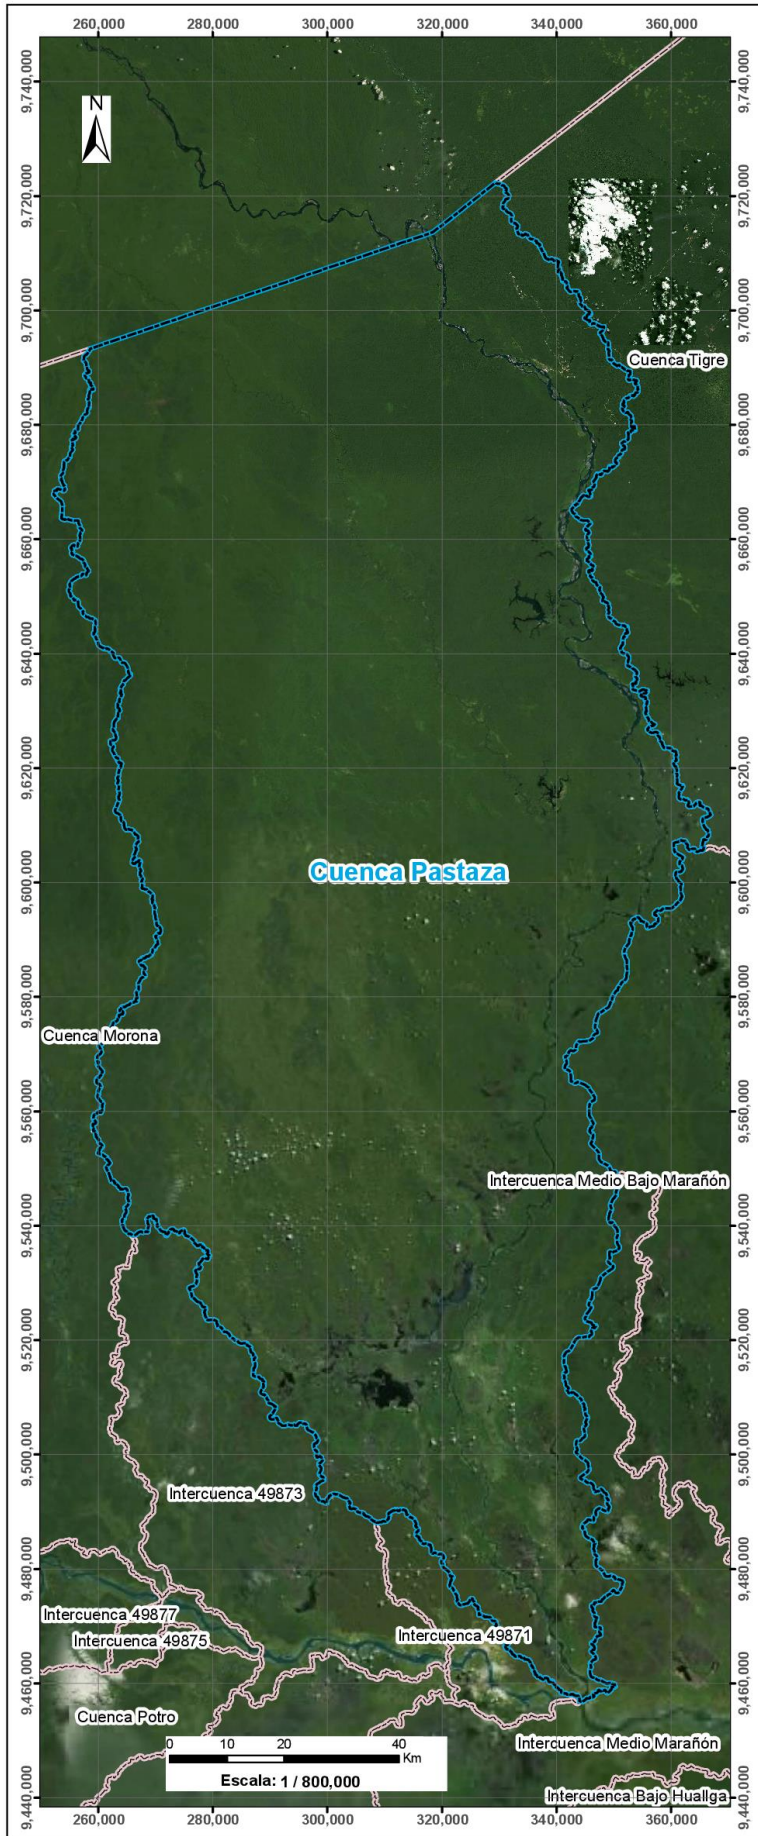 260,000 280,000 300,000 320,000 340,000 360,000
9,740,000 9,740,000
N
9,720,000 9,720,000
9,700,000 9,700,000
Cuenca Tigre
9,680,000 9,680,000
9,660,000 9,660,000
9,640,000 9,640,000
9,620,000 9,620,000
Cuenca Pastaza
9,600,000 9,600,000
9,580,000 9,580,000
Cuenca Morona
9,560,000 9,560,000
Intercuenca Medio Bajo Marañón
9,540,000 9,540,000
9,520,000 9,520,000
9,500,000 9,500,000
Intercuenca 49873
9,480,000 9,480,000
Intercuenca 49877
Intercuenca 49871
Intercuenca 49875
9,460,000 9,460,000
Cuenca Potro
Intercuenca Medio Marañón
0 10 20 40
Km
Escala: 1 / 800,000
Intercuenca Bajo Huallga
9,440,000 9,440,000
260,000 280,000 300,000 320,000 340,000 360,000